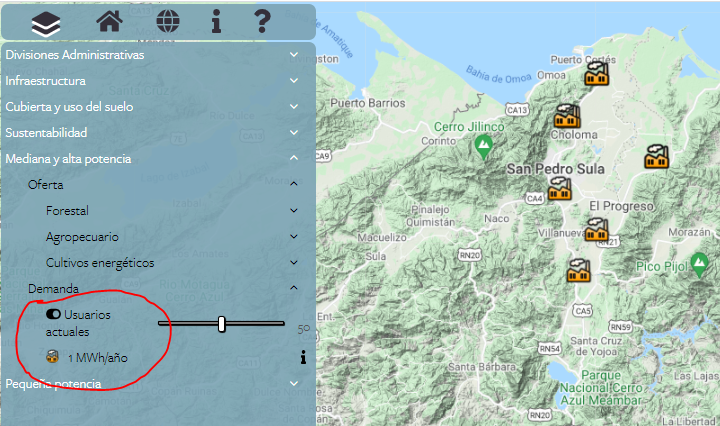 Divisiones Administrativas
Infraestructura
Cubierta y uso del suelo
Sustentabilidad
Mediana y alta potencia
Oferta
Forestal
Agropecuario
Cultivos energéticos
Demanda
Usuarios
actuales
50
1 MWh/año
Pequeña potencia
de Amatique
Bahía de Omoa
Puerto Cortés
Omoa
Puerto Barrios
CA13
Cerro Jilinco
Corinto
Choloma
CA9
San Pedro Sula
CA4
El Progreso
Pinalejo
Quimistán
Naco
Macuelizo
Sula
Villanueva
RN21
Morazán
RN20
Pico Pijol
CA5
RN59
Santa Cruz
de Yojoa
RN54
Santa Bárbara
Las Lajas
Parque
Nacional Cerro
Azul Meámbar
RN20
La Libertad